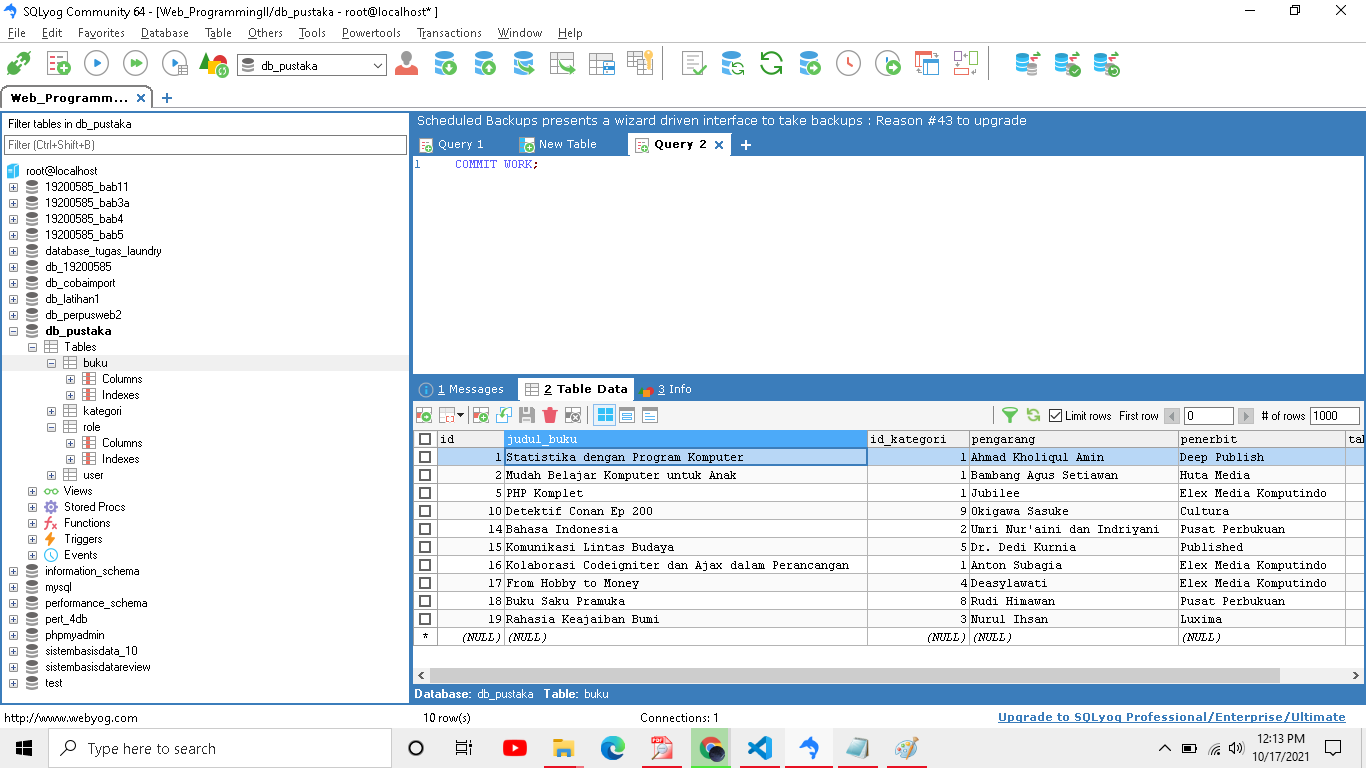 SQLyog Community 64 - [Web_ProgrammingII/db_pustaka - root@localhost* ]
File Edit Favorites Database Table Others Tools Powertools Transactions Window Help
db_pustaka
Web_Programm...
Filter tables in db_pustaka
Filter (Ctrl+Shift+B)
root@localhost
19200585_bab11
19200585_bab3a
19200585_bab4
19200585_bab5
database_tugas_laundry
db_19200585
db_cobaimport
db_latihan1
db_perpusweb2
db_pustaka
Tables
buku
Columns
Indexes
kategori
role
Columns
Indexes
user
Views
Stored Procs
Functions
Triggers
Events
information_schema
mysql
performance_schema
pert_4db
phpmyadmin
sistembasisdata_10
sistembasisdatareview
test
Scheduled Backups presents a wizard driven interface to take backups : Reason #43 to upgrade
Query 1 New Table Query 2
1 COMMIT WORK;
1 Messages 2 Table Data 3 Info
Limit rows First row 0 # of rows 1000
id judul_buku id_kategori pengarang penerbit ta
1 Statistika dengan Program Komputer 1 Ahmad Kholiqul Amin Deep Publish
2 Mudah Belajar Komputer untuk Anak 1 Bambang Agus Setiawan Huta Media
5 PHP Komplet 1 Jubilee Elex Media Komputindo
10 Detektif Conan Ep 200 9 Okigawa Sasuke Cultura
14 Bahasa Indonesia 2 Umri Nur'aini dan Indriyani Pusat Perbukuan
15 Komunikasi Lintas Budaya 5 Dr. Dedi Kurnia Published
16 Kolaborasi Codeigniter dan Ajax dalam Perancangan 1 Anton Subagia Elex Media Komputindo
17 From Hobby to Money 4 Deasylawati Elex Media Komputindo
18 Buku Saku Pramuka 8 Rudi Himawan Pusat Perbukuan
19 Rahasia Keajaiban Bumi 3 Nurul Ihsan Luxima
* (NULL) (NULL) (NULL) (NULL) (NULL)
Database: db_pustaka Table: buku
http://www.webyog.com 10 row(s) Connections: 1 Upgrade to SQLyog Professional/Enterprise/Ultimate
Type here to search
12:13 PM
10/17/2021